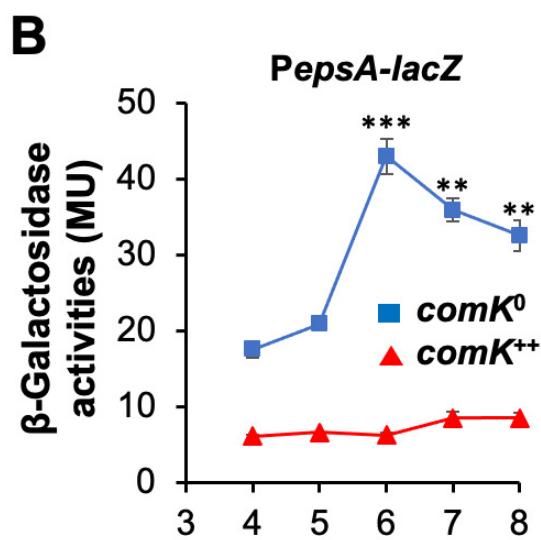 B
PepsA-lacZ
β-Galactosidase
activities (MU)
50
40
30
20
10
0
***
**
**
comK⁰
comK⁺⁺
3 4 5 6 7 8